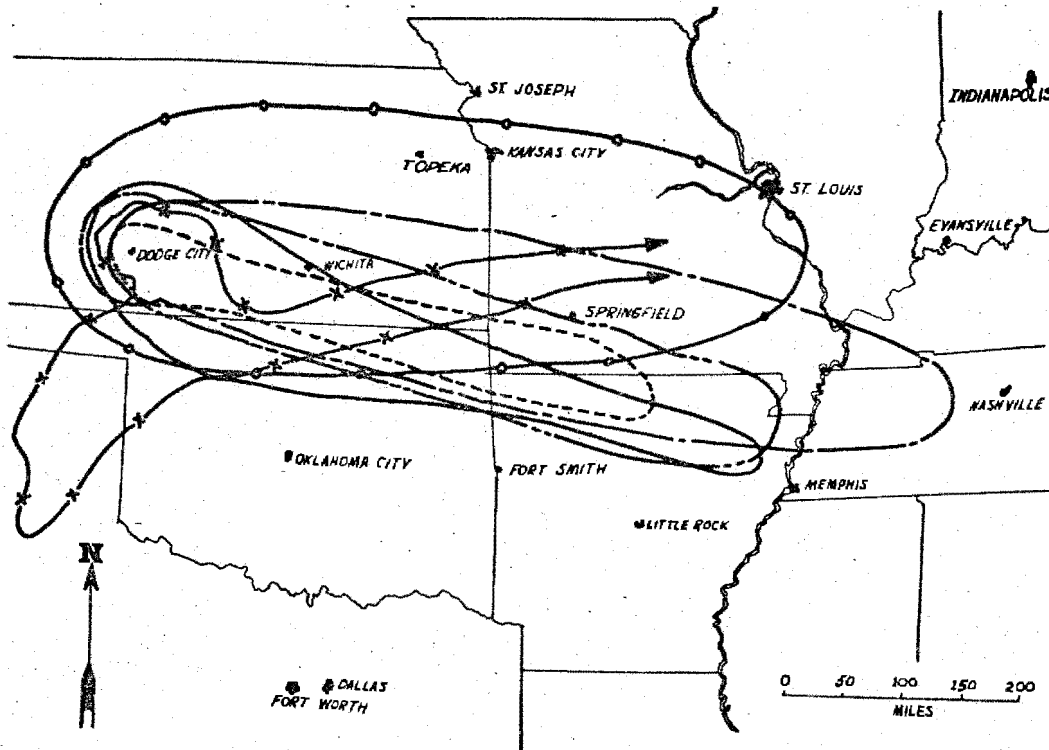 ST. JOSEPH
INDIANAPOLIS
TOPEKA
KANSAS CITY
ST. LOUIS
EVANSVILLE
DODGE CITY
WICHITA
SPRINGFIELD
NASHVILLE
OKLAHOMA CITY
FORT SMITH
MEMPHIS
LITTLE ROCK
N
DALLAS
FORT WORTH
0 50 100 150 200
MILES